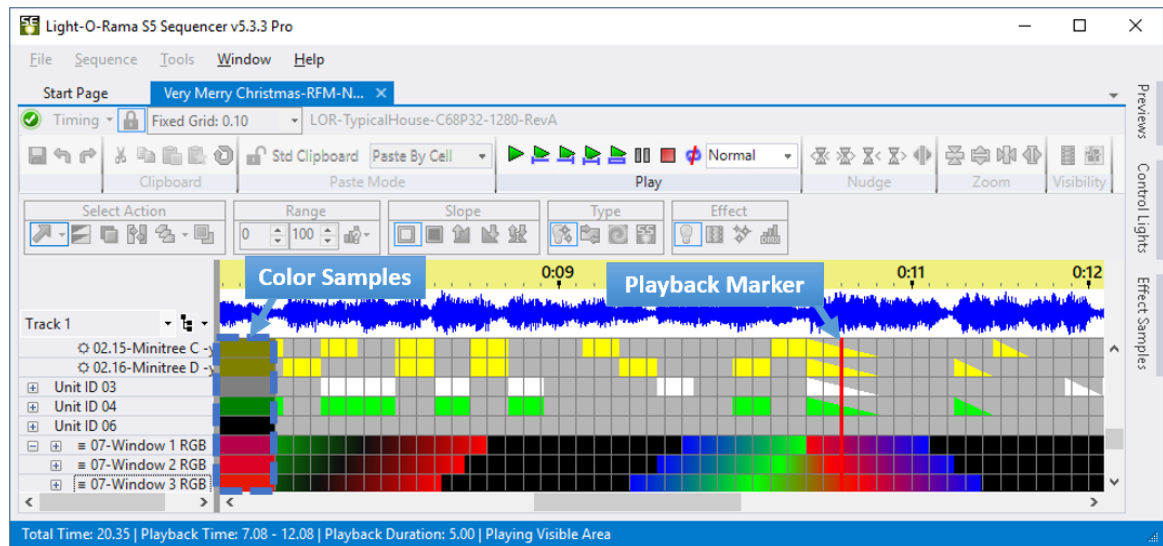 Light-O-Rama S5 Sequencer v5.3.3 Pro
File Sequence Tools Window Help
Start Page Very Merry Christmas-RFM-N...
Timing Fixed Grid: 0.10 LOR-TypicalHouse-C68P32-1280-RevA
Std Clipboard Paste By Cell Normal
Clipboard Paste Mode Play Nudge Zoom Visibility
Select Action Range Slope Type Effect
0 100
Color Samples 0:09 Playback Marker 0:11 0:12
Track 1
02.15-Minitree C -y
02.16-Minitree D -y
Unit ID 03
Unit ID 04
Unit ID 06
07-Window 1 RGB
07-Window 2 RGB
07-Window 3 RGB
Total Time: 20.35 | Playback Time: 7.08 - 12.08 | Playback Duration: 5.00 | Playing Visible Area
Previews
Control Lights
Effect Samples